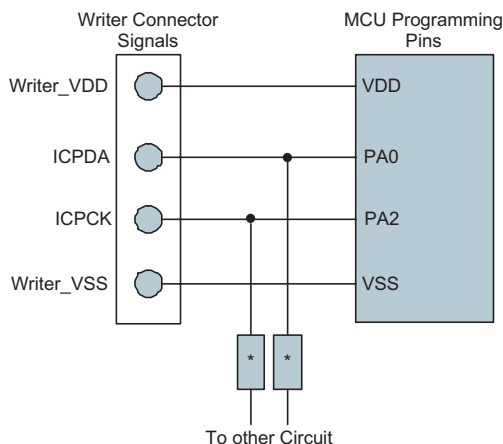 Writer Connector
Signals
MCU Programming
Pins
Writer_VDD
VDD
ICPDA
PA0
ICPCK
PA2
Writer_VSS
VSS
*
*
To other Circuit